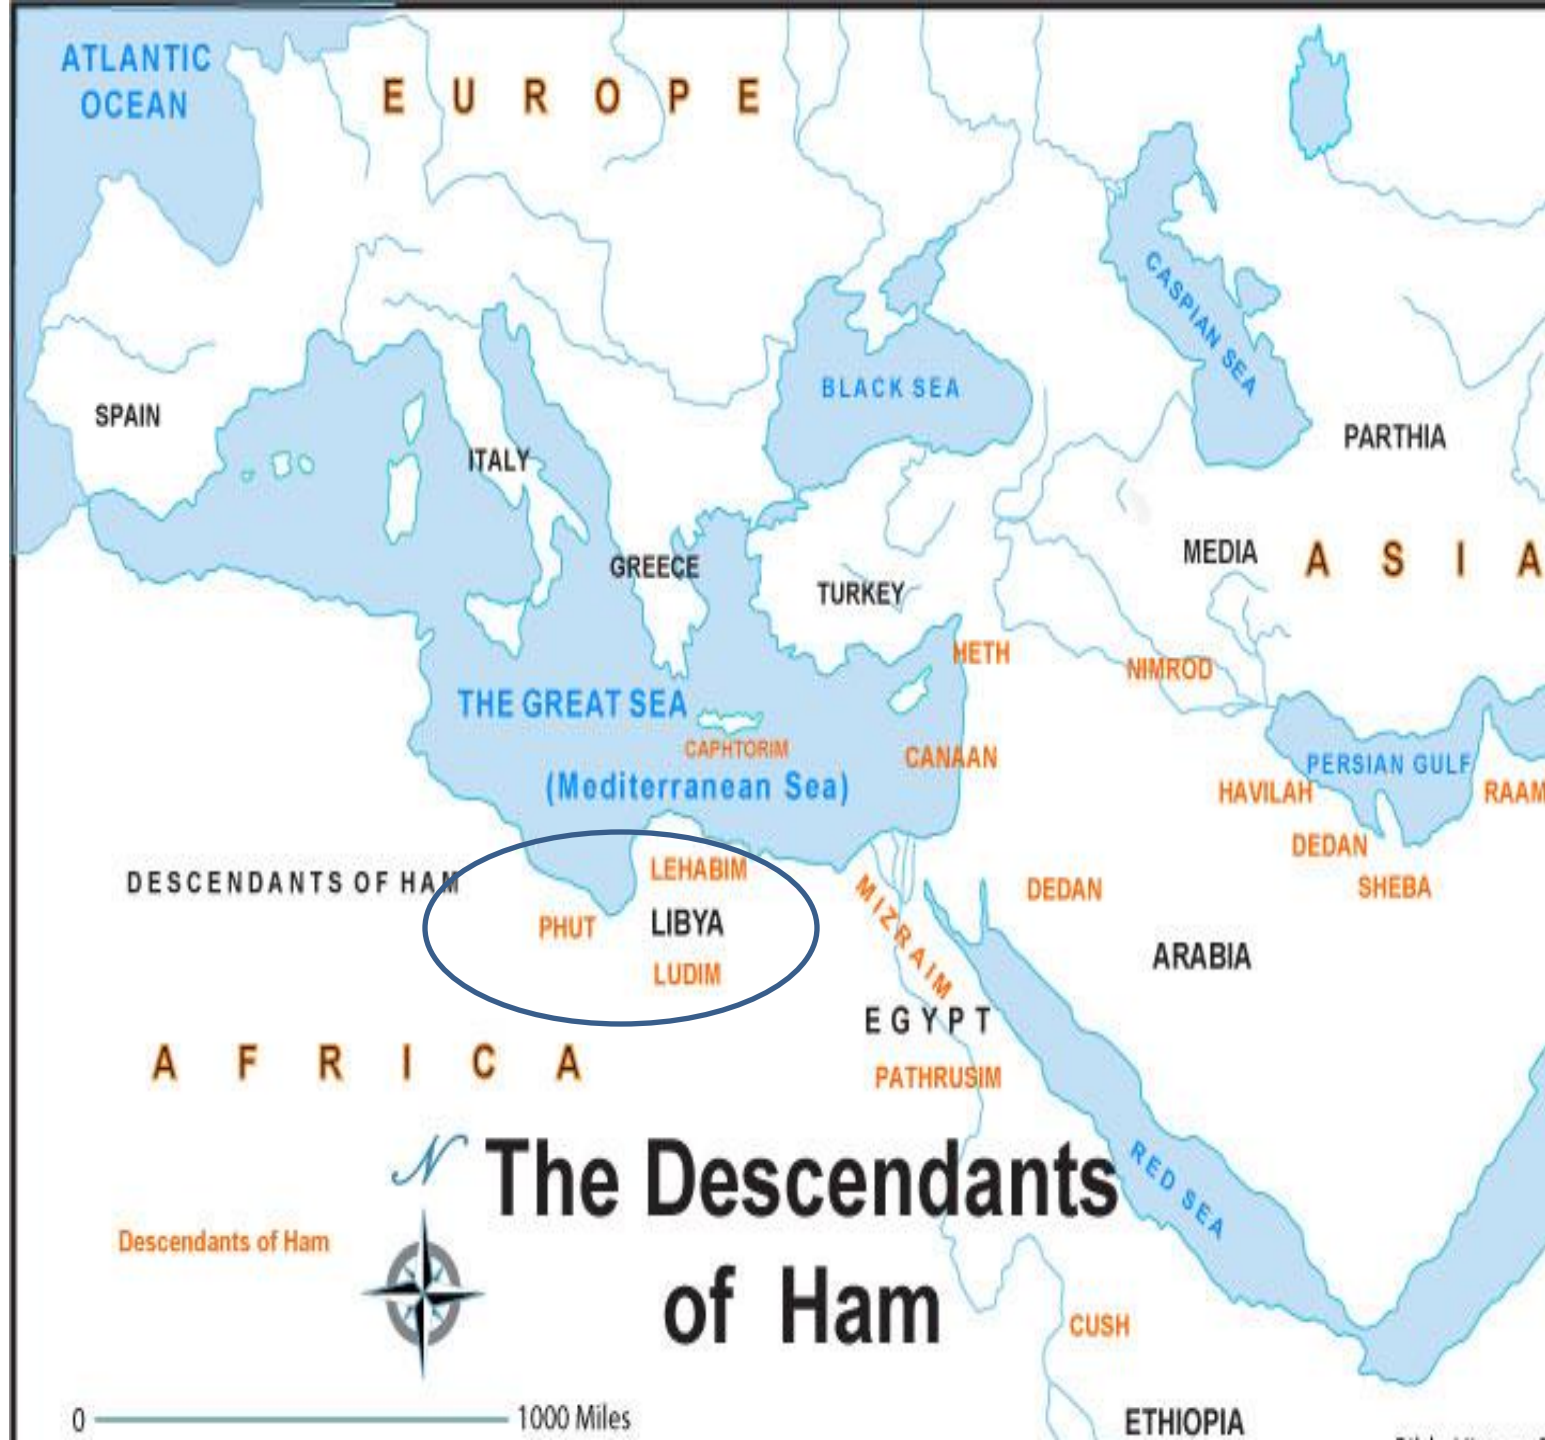 ATLANTIC
OCEAN
E U R O P E
CASPIAN SEA
BLACK SEA
SPAIN
PARTHIA
ITALY
MEDIA
A S I A
GREECE
TURKEY
HETH
NIMROD
THE GREAT SEA
CAPHTORIM
CANAAN
PERSIAN GULF
(Mediterranean Sea)
HAVILAH
RAAM
DEDAN
LEHABIM
DESCENDANTS OF HAM
SHEBA
DEDAN
PHUT
LIBYA
MIZRAIM
ARABIA
LUDIM
EGYPT
A F R I C A
PATHRUSIM
N
The Descendants
of Ham
RED SEA
Descendants of Ham
CUSH
0
1000 Miles
ETHIOPIA